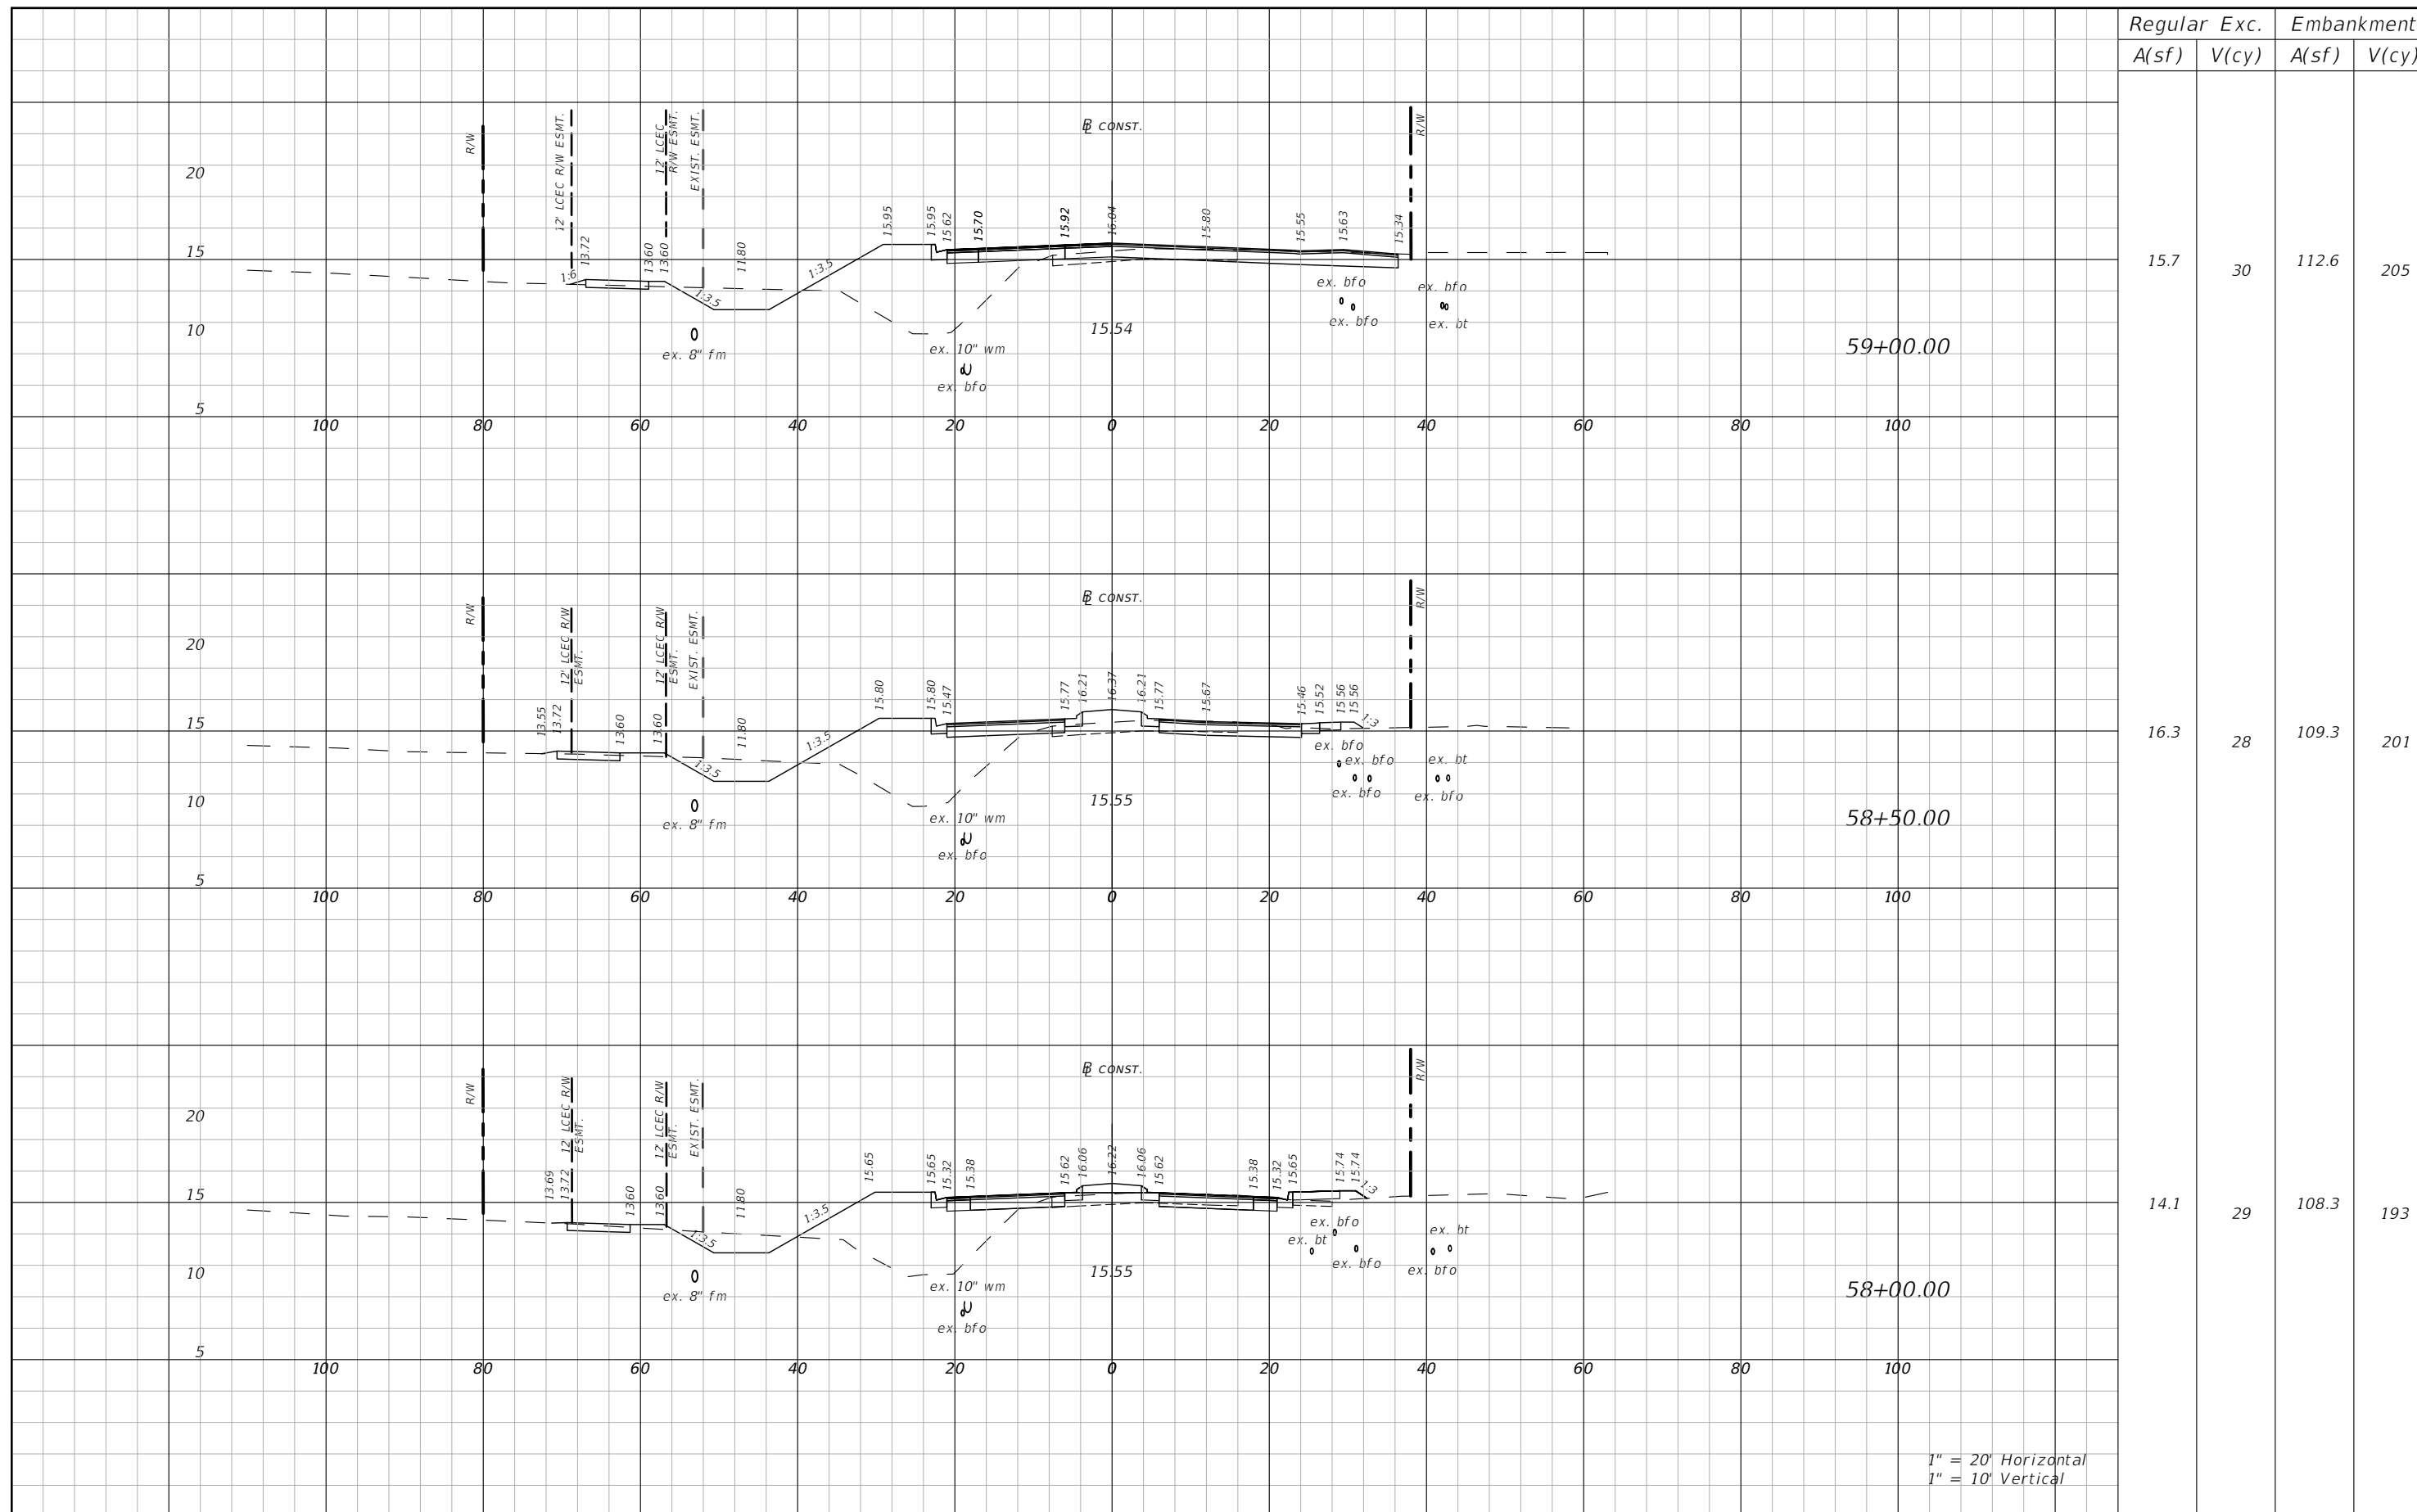 Regular Exc. Embankment
A(sf) V(cy) A(sf) V(cy)
R/W
12' LCEC R/W ESMT.
12' LCEC
R/W ESMT.
EXIST. ESMT.
℄ CONST.
R/W
20
15
10
5
1:6
13.72
13.60
13.60
1:3.5
11.80
1:3.5
15.95
15.95
15.62
15.70
15.92
16.04
15.80
15.55
15.63
15.34
ex. 8" fm
ex. 10" wm
ex. bfo
15.54
ex. bfo
ex. bfo
ex. bfo
ex. bt
59+00.00
15.7 30 112.6 205
100 80 60 40 20 0 20 40 60 80 100
R/W
12' LCEC R/W
ESMT.
12' LCEC R/W
ESMT.
EXIST. ESMT.
℄ CONST.
R/W
20
15
10
5
13.55
13.72
13.60
13.60
1:3.5
11.80
1:3.5
15.80
15.80
15.47
15.77
16.21
16.37
16.21
15.77
15.67
15.46
15.52
15.56
15.56
1:3
ex. 8" fm
ex. 10" wm
ex. bfo
15.55
ex. bfo
ex. bfo
ex. bfo
ex. bt
ex. bfo
58+50.00
16.3 28 109.3 201
100 80 60 40 20 0 20 40 60 80 100
R/W
12' LCEC R/W
ESMT.
12' LCEC R/W
ESMT.
EXIST. ESMT.
℄ CONST.
R/W
20
15
10
5
13.69
13.72
13.60
13.60
1:3.5
11.80
1:3.5
15.65
15.65
15.32
15.38
15.62
16.06
16.22
16.06
15.62
15.38
15.32
15.65
15.74
15.74
1:3
ex. 8" fm
ex. 10" wm
ex. bfo
15.55
ex. bfo
ex. bt
ex. bfo
ex. bt
ex. bfo
58+00.00
14.1 29 108.3 193
100 80 60 40 20 0 20 40 60 80 100
1" = 20' Horizontal
1" = 10' Vertical